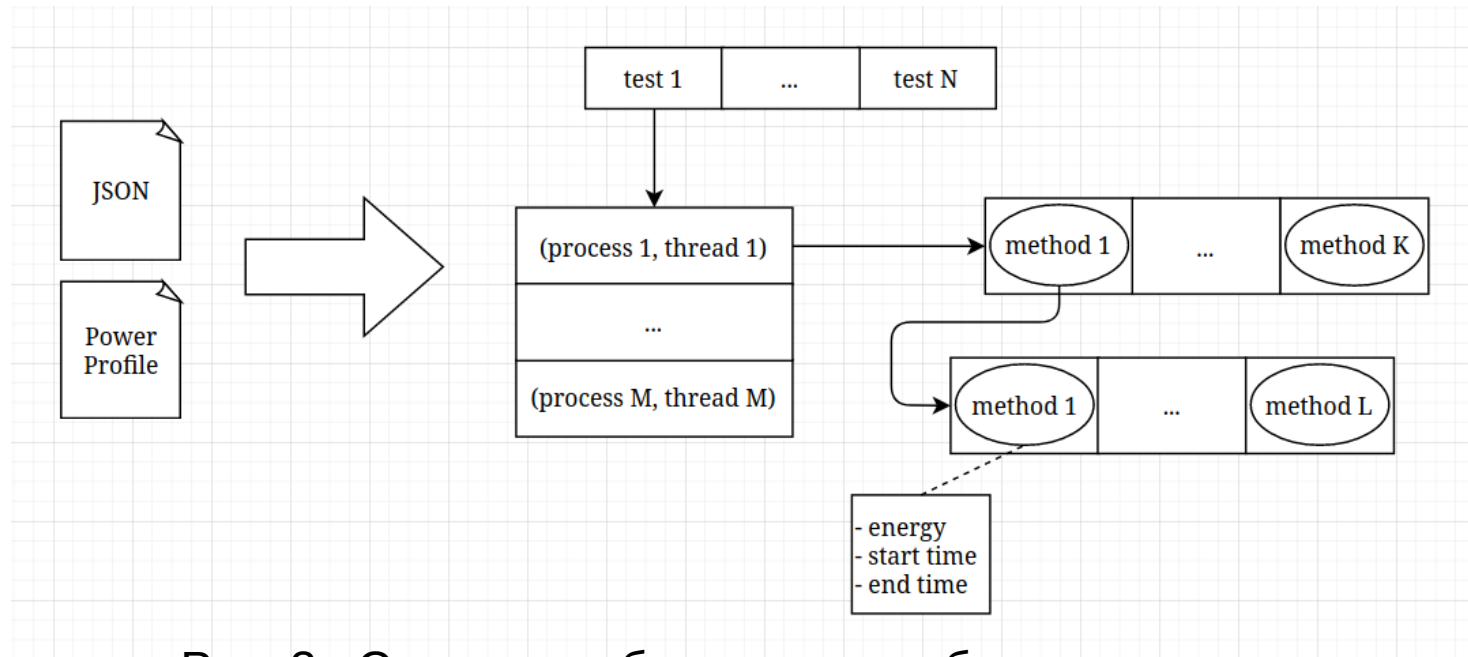 test 1
...
test N
JSON
Power
Profile
(process 1, thread 1)
...
(process M, thread M)
method 1
...
method K
method 1
...
method L
- energy
- start time
- end time